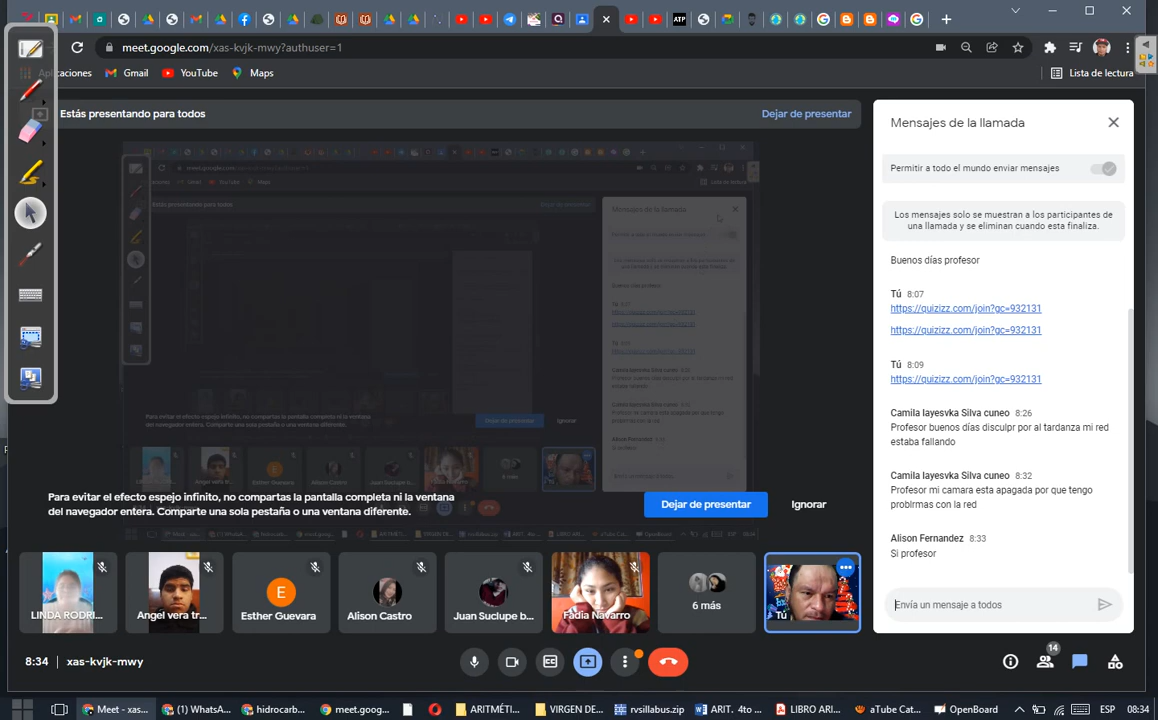 ATP
meet.google.com/xas-kvjk-mwy?authuser=1
Aplicaciones
Gmail
YouTube
Maps
Lista de lectura
Estás presentando para todos
Dejar de presentar
Mensajes de la llamada
Permitir a todo el mundo enviar mensajes
Los mensajes solo se muestran a los participantes de
una llamada y se eliminan cuando esta finaliza.
Buenos días profesor
Tú 8:07
https://quizizz.com/join?gc=932131
https://quizizz.com/join?gc=932131
Tú 8:09
https://quizizz.com/join?gc=932131
Camila layesvka Silva cuneo 8:26
Profesor buenos días disculpr por al tardanza mi red
estaba fallando
Camila layesvka Silva cuneo 8:32
Profesor mi camara esta apagada por que tengo
probirmas con la red
Alison Fernandez 8:33
Si profesor
Envía un mensaje a todos
Para evitar el efecto espejo infinito, no compartas la pantalla completa ni la ventana
del navegador entera. Comparte una sola pestaña o una ventana diferente.
Dejar de presentar
Ignorar
LINDA RODRI...
Angel vera tr...
E
Esther Guevara
Alison Castro
Juan Suclupe b...
Fadia Navarro
6 más
Tú
8:34 | xas-kvjk-mwy
14
Meet - xas...
(1) WhatsA...
hidrocarb...
meet.goog...
ARITMÉTI...
VIRGEN DE...
rvsillabus.zip
ARIT. 4to ...
LIBRO ARI...
aTube Cat...
OpenBoard
ESP
08:34